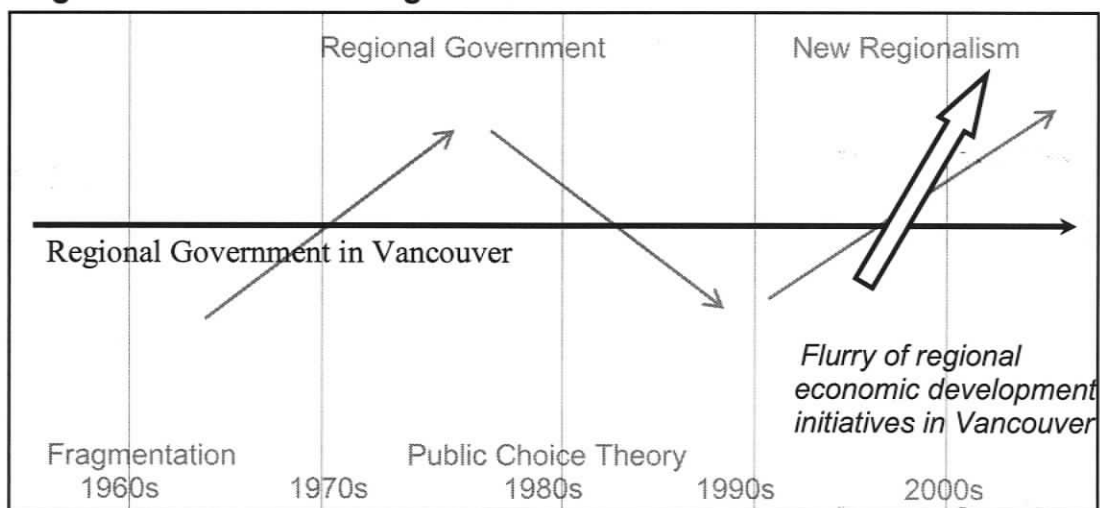 Regional Government
New Regionalism
Regional Government in Vancouver
Flurry of regional
economic development
initiatives in Vancouver
Fragmentation
Public Choice Theory
1960s
1970s
1980s
1990s
2000s